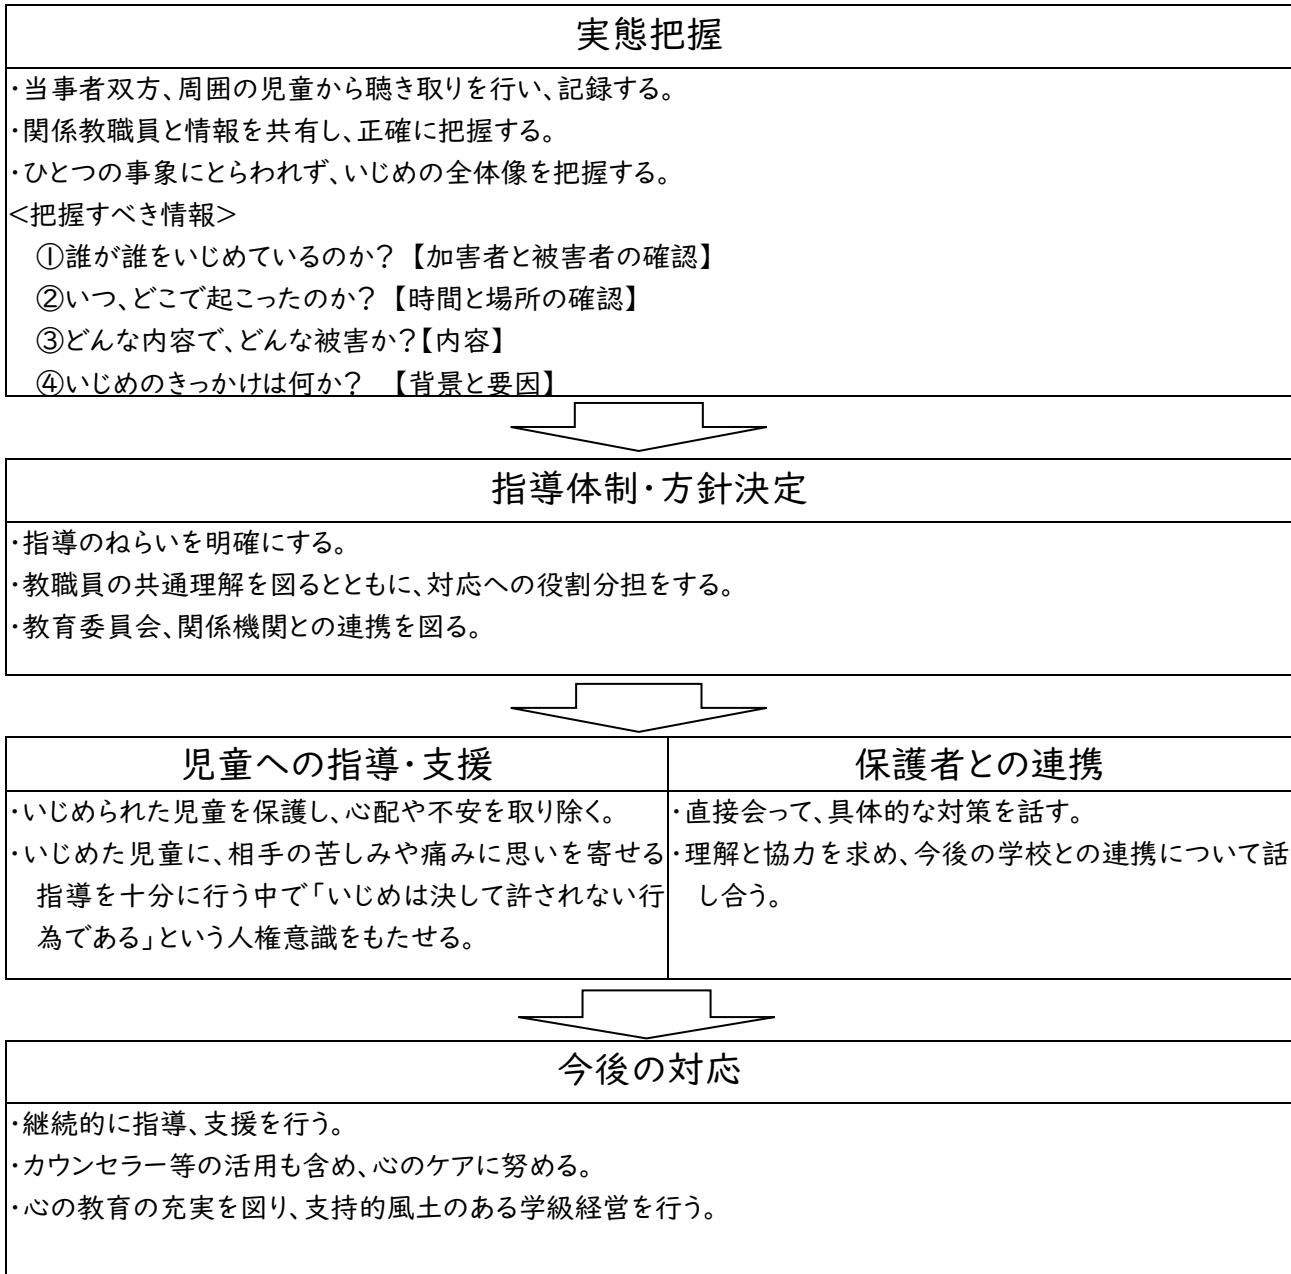 実態把握
・当事者双方、周囲の児童から聴き取りを行い、記録する。
・関係教職員と情報を共有し、正確に把握する。
・ひとつの事象にとらわれず、いじめの全体像を把握する。
＜把握すべき情報＞
①誰が誰をいじめているのか？【加害者と被害者の確認】
②いつ、どこで起こったのか？【時間と場所の確認】
③どんな内容で、どんな被害か？【内容】
④いじめのきっかけは何か？　【背景と要因】
指導体制・方針決定
・指導のねらいを明確にする。
・教職員の共通理解を図るとともに、対応への役割分担をする。
・教育委員会、関係機関との連携を図る。
児童への指導・支援
・いじめられた児童を保護し、心配や不安を取り除く。
・いじめた児童に、相手の苦しみや痛みに思いを寄せる
指導を十分に行う中で「いじめは決して許されない行
為である」という人権意識をもたせる。
保護者との連携
・直接会って、具体的な対策を話す。
・理解と協力を求め、今後の学校との連携について話
し合う。
今後の対応
・継続的に指導、支援を行う。
・カウンセラー等の活用も含め、心のケアに努める。
・心の教育の充実を図り、支持的風土のある学級経営を行う。